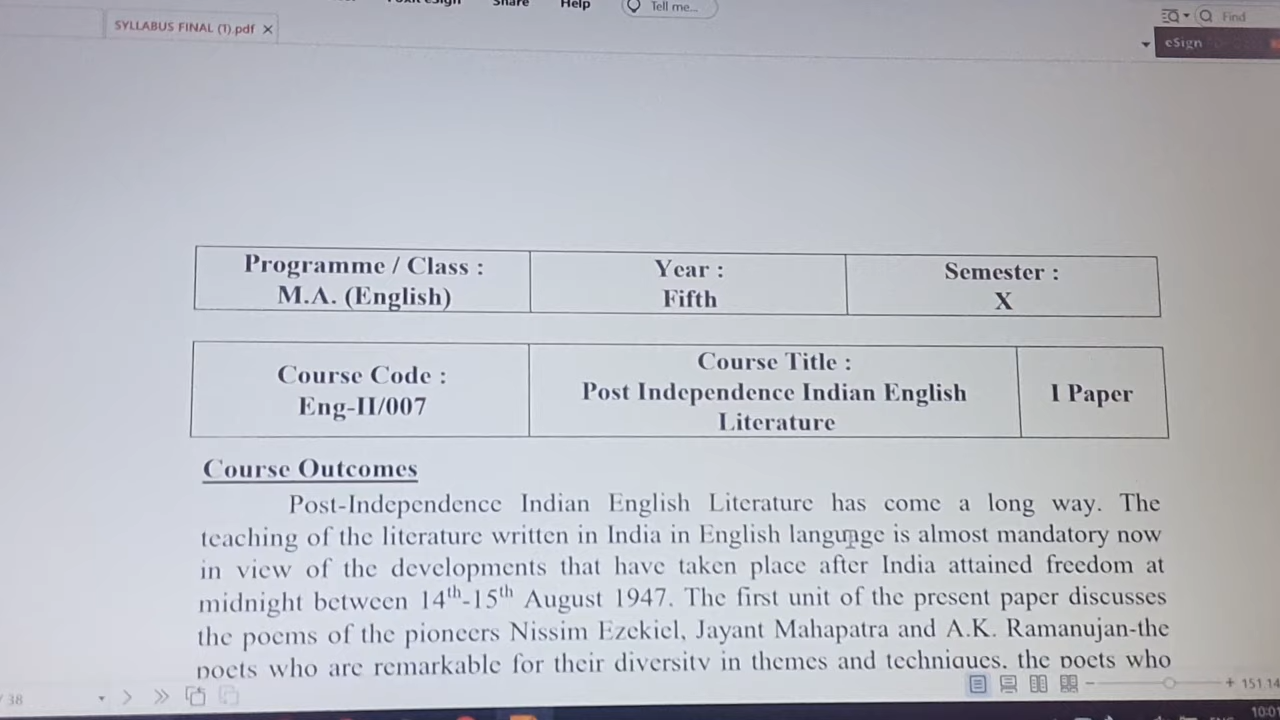 Share
Help
Tell me...
SYLLABUS FINAL (1).pdf
Find
eSign
Programme / Class :
M.A. (English)
Year :
Fifth
Semester :
X
Course Code :
Eng-II/007
Course Title :
Post Independence Indian English
Literature
I Paper
Course Outcomes
Post-Independence Indian English Literature has come a long way. The
teaching of the literature written in India in English language is almost mandatory now
in view of the developments that have taken place after India attained freedom at
midnight between 14th-15th August 1947. The first unit of the present paper discusses
the poems of the pioneers Nissim Ezekiel, Jayant Mahapatra and A.K. Ramanujan-the
poets who are remarkable for their diversity in themes and techniques, the poets who
/ 38
151.14